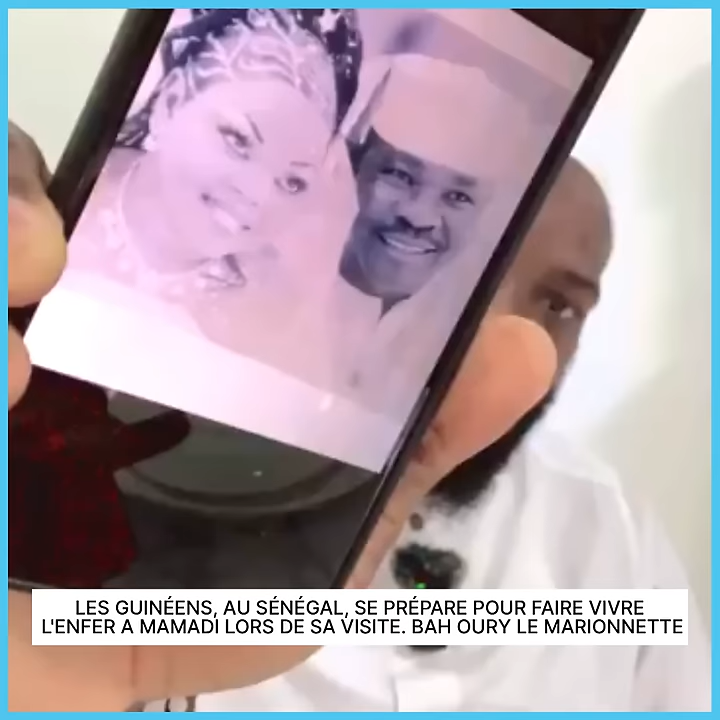 LES GUINÉENS, AU SÉNÉGAL, SE PRÉPARE POUR FAIRE VIVRE
L'ENFER A MAMADI LORS DE SA VISITE. BAH OURY LE MARIONNETTE